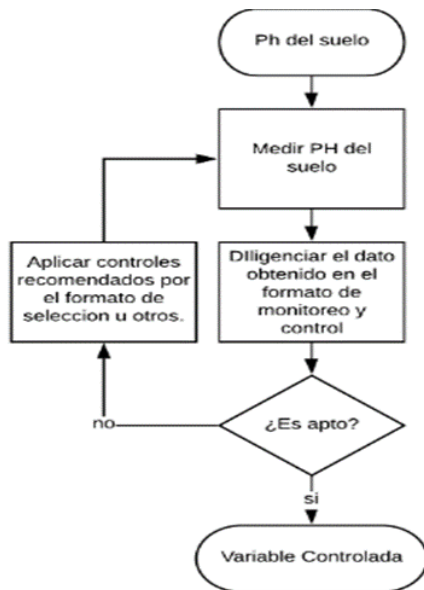 Ph del suelo
Medir PH del
suelo
Aplicar controles
recomendados por
el formato de
seleccion u otros.
DIligenciar el dato
obtenido en el
formato de
monitoreo y
control
¿Es apto?
no
si
Variable Controlada